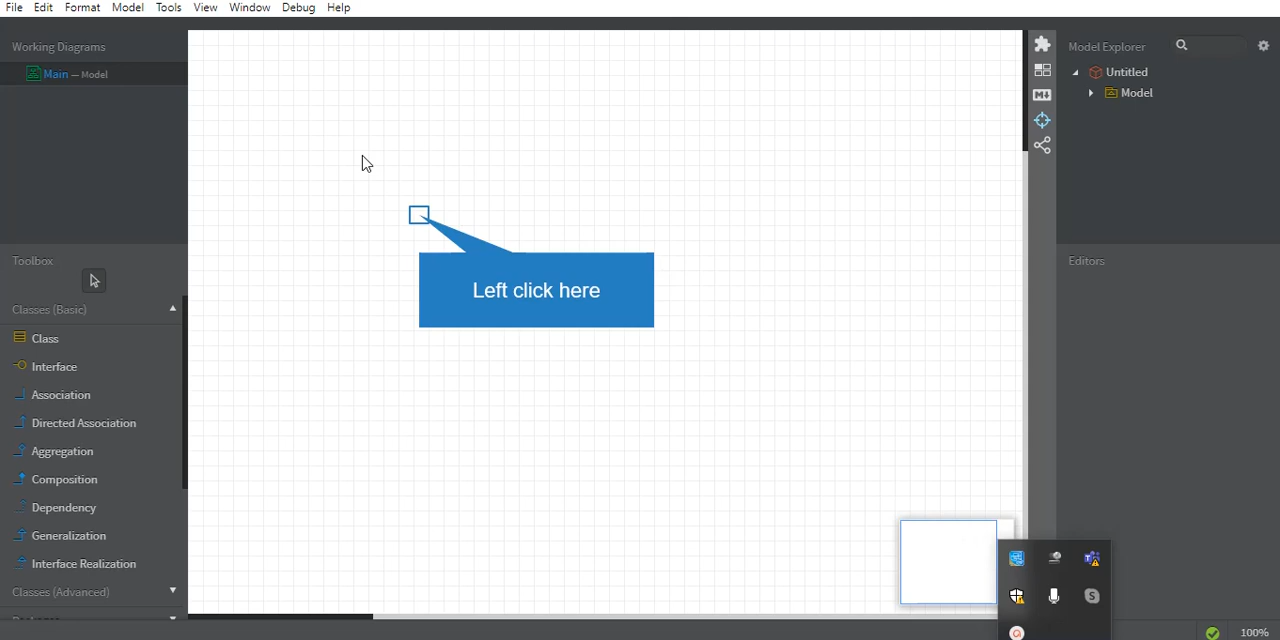 File Edit Format Model Tools View Window Debug Help
Working Diagrams
Main — Model
Toolbox
Classes (Basic)
Class
Interface
Association
Directed Association
Aggregation
Composition
Dependency
Generalization
Interface Realization
Classes (Advanced)
Left click here
M
Model Explorer
Untitled
Model
Editors
T
S
100%